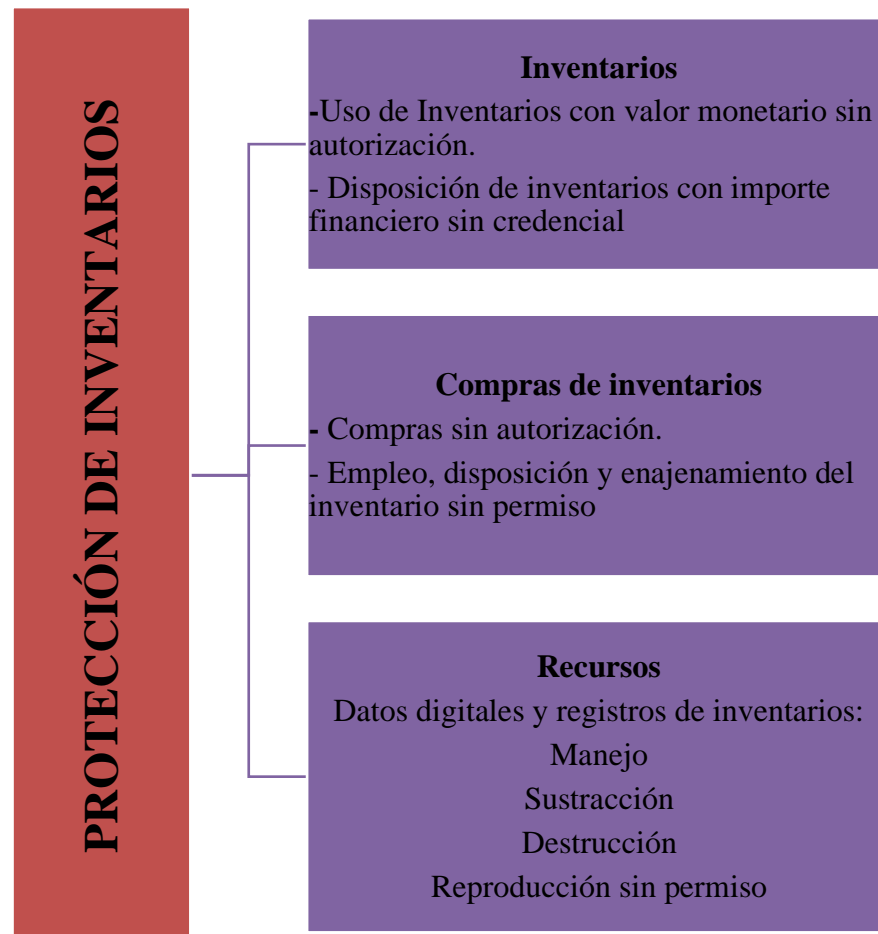 PROTECCIÓN DE INVENTARIOS
Inventarios
-Uso de Inventarios con valor monetario sin
autorización.
- Disposición de inventarios con importe
financiero sin credencial
Compras de inventarios
- Compras sin autorización.
- Empleo, disposición y enajenamiento del
inventario sin permiso
Recursos
Datos digitales y registros de inventarios:
Manejo
Sustracción
Destrucción
Reproducción sin permiso